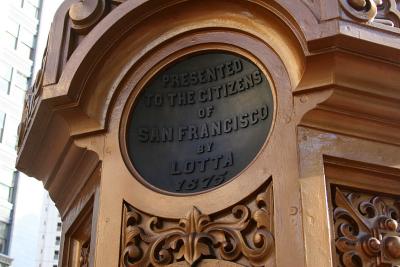 PRESENTED
TO THE CITIZENS
OF
SAN FRANCISCO
BY
LOTTA
1875